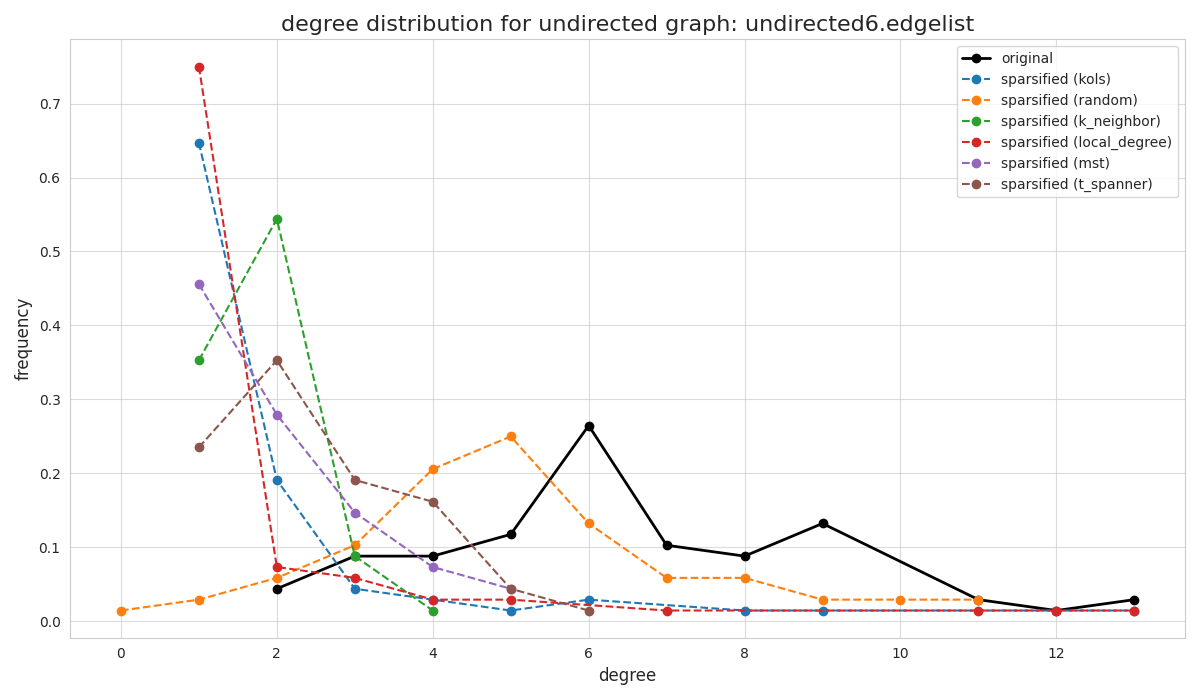 degree distribution for undirected graph: undirected6.edgelist
original
sparsified (kols)
sparsified (random)
sparsified (k_neighbor)
sparsified (local_degree)
sparsified (mst)
sparsified (t_spanner)
frequency
0.7
0.6
0.5
0.4
0.3
0.2
0.1
0.0
0 2 4 6 8 10 12
degree